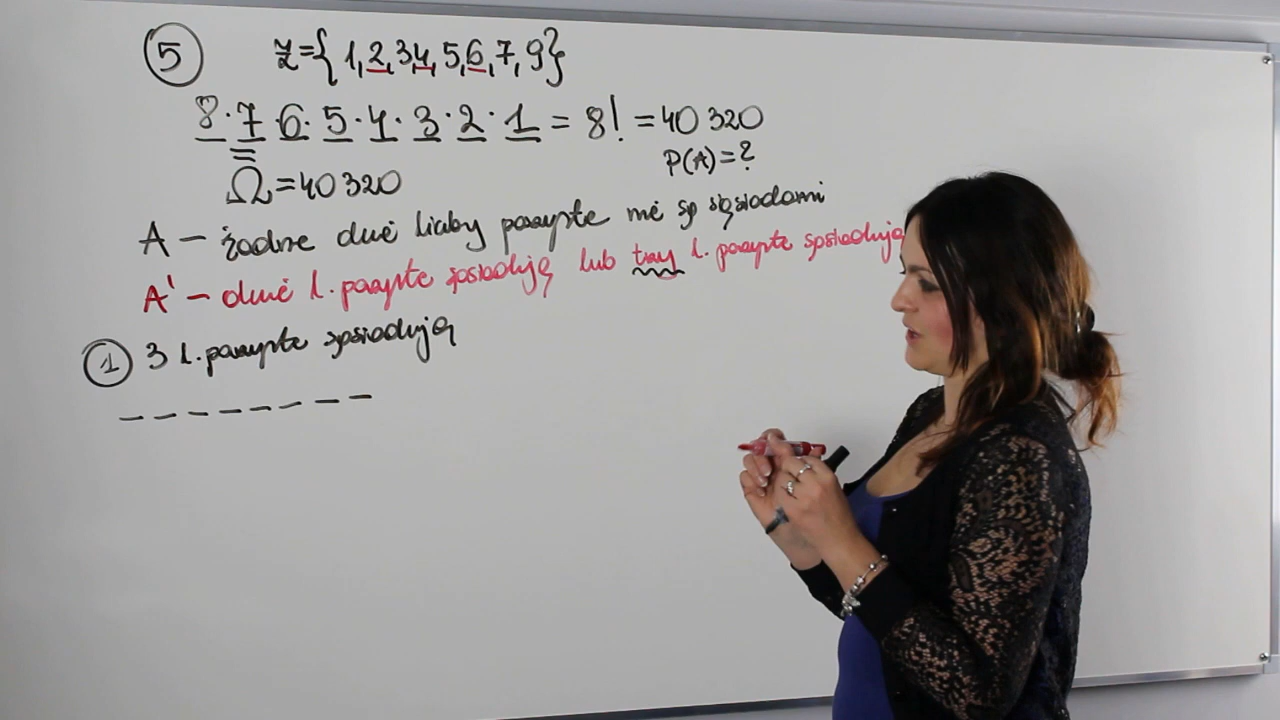 5 Z={1,2,3,4,5,6,7,9}
8·7·6·5·4·3·2·1=8!=40 320
P(A)=?
Ω=40 320
A – żadne dwie liczby parzyste nie są sąsiadami
A' – dwie l. parzyste sąsiadują lub trzy l. parzyste sąsiadują
1 3 l. parzyste sąsiadują
_ _ _ _ _ _ _ _